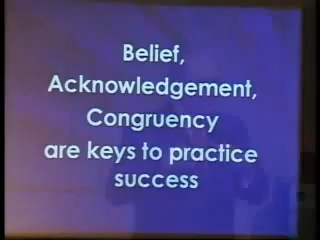 Belief,
Acknowledgement,
Congruency
are keys to practice
success